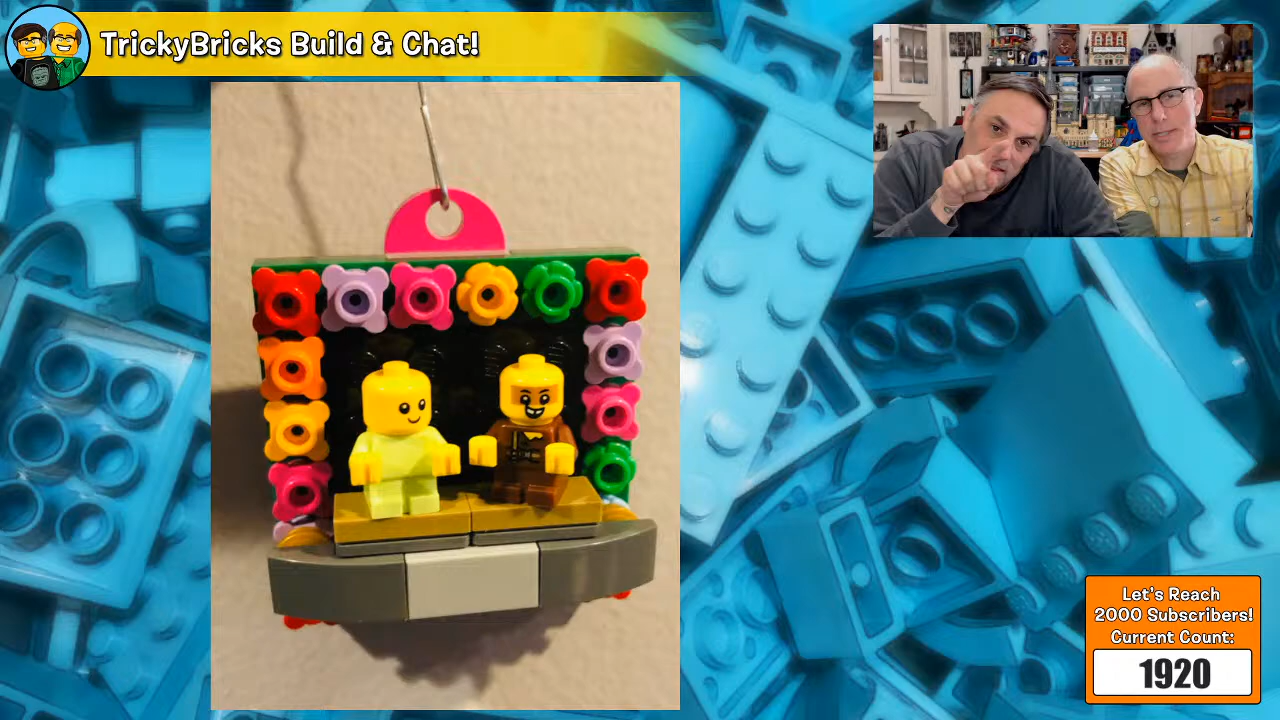 TrickyBricks Build & Chat!
Let's Reach
2000 Subscribers!
Current Count:
1920